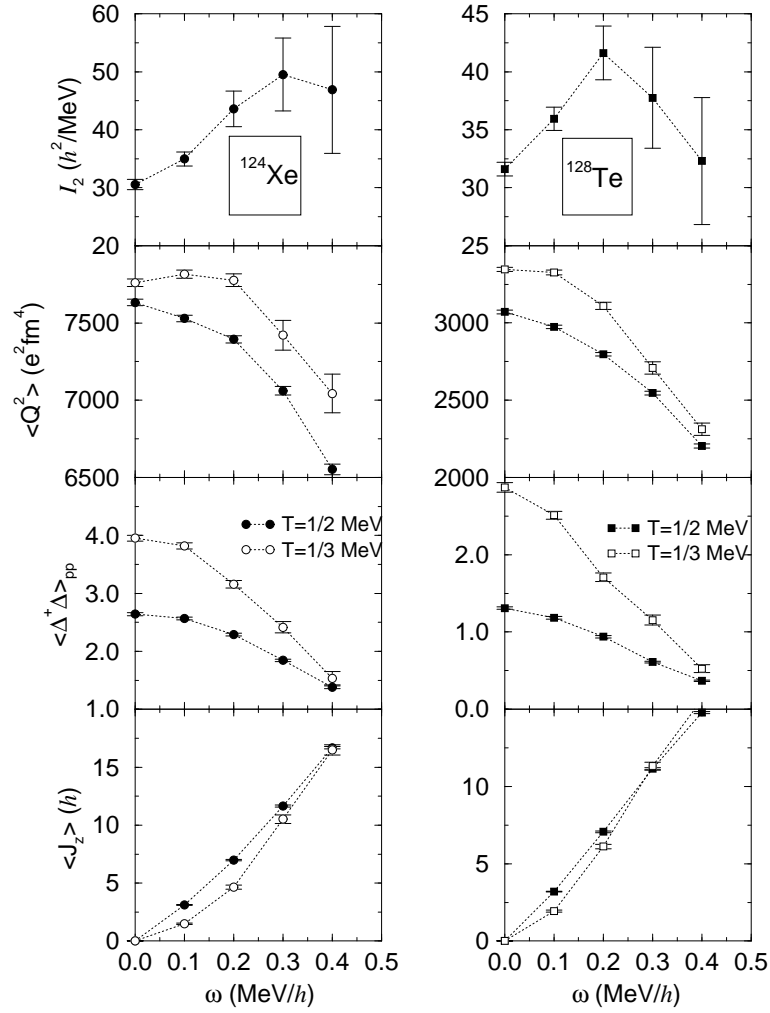 I₂ (h²/MeV)
60
50
40
30
20
¹²⁴Xe
45
40
35
30
25
¹²⁸Te
<Q²> (e²fm⁴)
7500
7000
6500
3000
2500
2000
<Δ⁺Δ>pp
4.0
3.0
2.0
1.0
T=1/2 MeV
T=1/3 MeV
2.0
1.0
0.0
T=1/2 MeV
T=1/3 MeV
<J_z> (h)
15
10
5
0
10
5
0
0.0 0.1 0.2 0.3 0.4 0.5
0.0 0.1 0.2 0.3 0.4 0.5
ω (MeV/h)
ω (MeV/h)